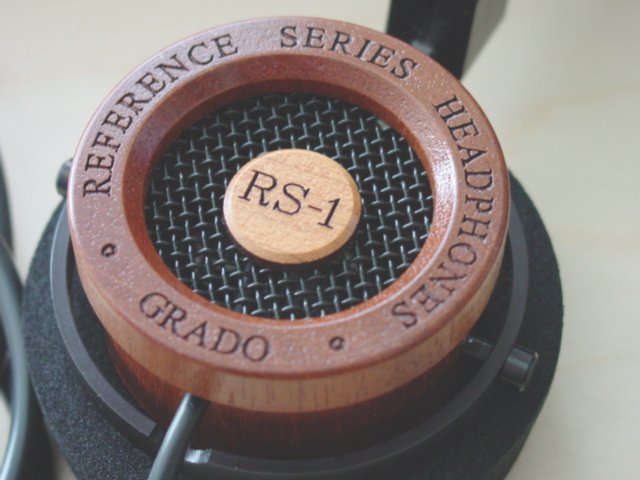 REFERENCE SERIES HEADPHONES
GRADO
RS-1